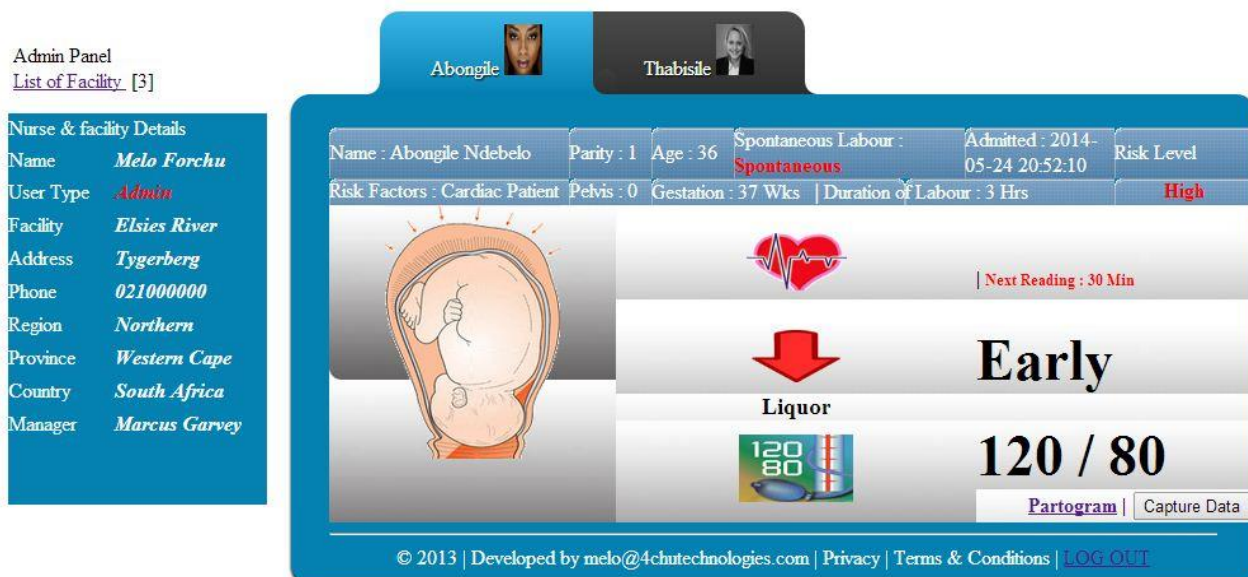 Abongile
Thabisile
Admin Panel
List of Facility [3]
Nurse & facility Details
Name Melo Forchu
User Type Admin
Facility Elsies River
Address Tygerberg
Phone 021000000
Region Northern
Province Western Cape
Country South Africa
Manager Marcus Garvey
Name : Abongile Ndebelo
Parity : 1
Age : 36
Spontaneous Labour :
Spontaneous
Admitted : 2014-
05-24 20:52:10
Risk Level
Risk Factors : Cardiac Patient
Pelvis : 0
Gestation : 37 Wks | Duration of Labour : 3 Hrs
High
| Next Reading : 30 Min
Early
Liquor
120
80
120 / 80
Partogram | Capture Data
© 2013 | Developed by melo@4chutechnologies.com | Privacy | Terms & Conditions | LOG OUT